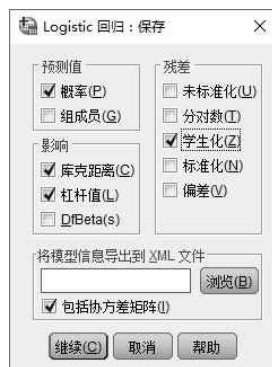 Logistic 回归：保存
预测值
概率(P)
组成员(G)
影响
库克距离(C)
杠杆值(L)
DfBeta(s)
残差
未标准化(U)
分对数(T)
学生化(Z)
标准化(N)
偏差(V)
将模型信息导出到 XML 文件
浏览(B)
包括协方差矩阵(I)
继续(C) 取消 帮助